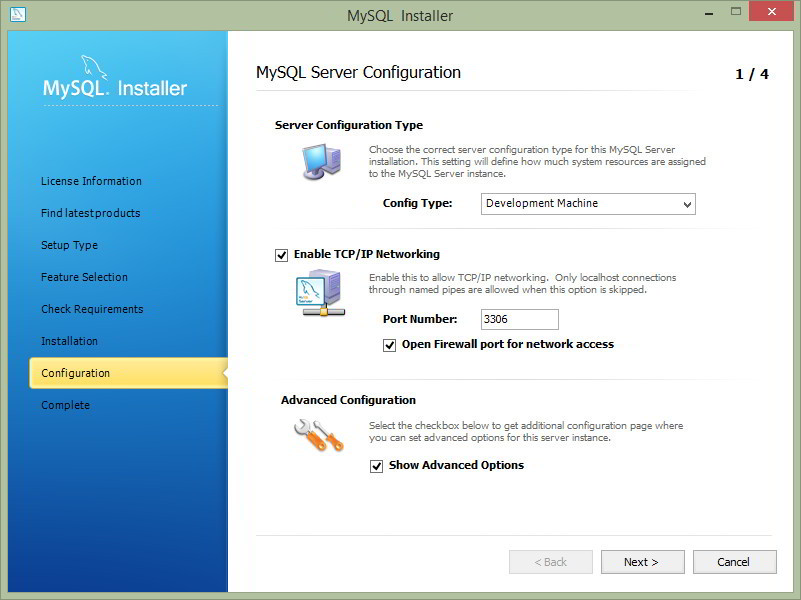 MySQL Installer
MySQL. Installer
License Information
Find latest products
Setup Type
Feature Selection
Check Requirements
Installation
Configuration
Complete
MySQL Server Configuration
1 / 4
Server Configuration Type
Choose the correct server configuration type for this MySQL Server
installation. This setting will define how much system resources are assigned
to the MySQL Server instance.
Config Type:
Development Machine
Enable TCP/IP Networking
Enable this to allow TCP/IP networking. Only localhost connections
through named pipes are allowed when this option is skipped.
Port Number:
3306
Open Firewall port for network access
Advanced Configuration
Select the checkbox below to get additional configuration page where
you can set advanced options for this server instance.
Show Advanced Options
< Back
Next >
Cancel